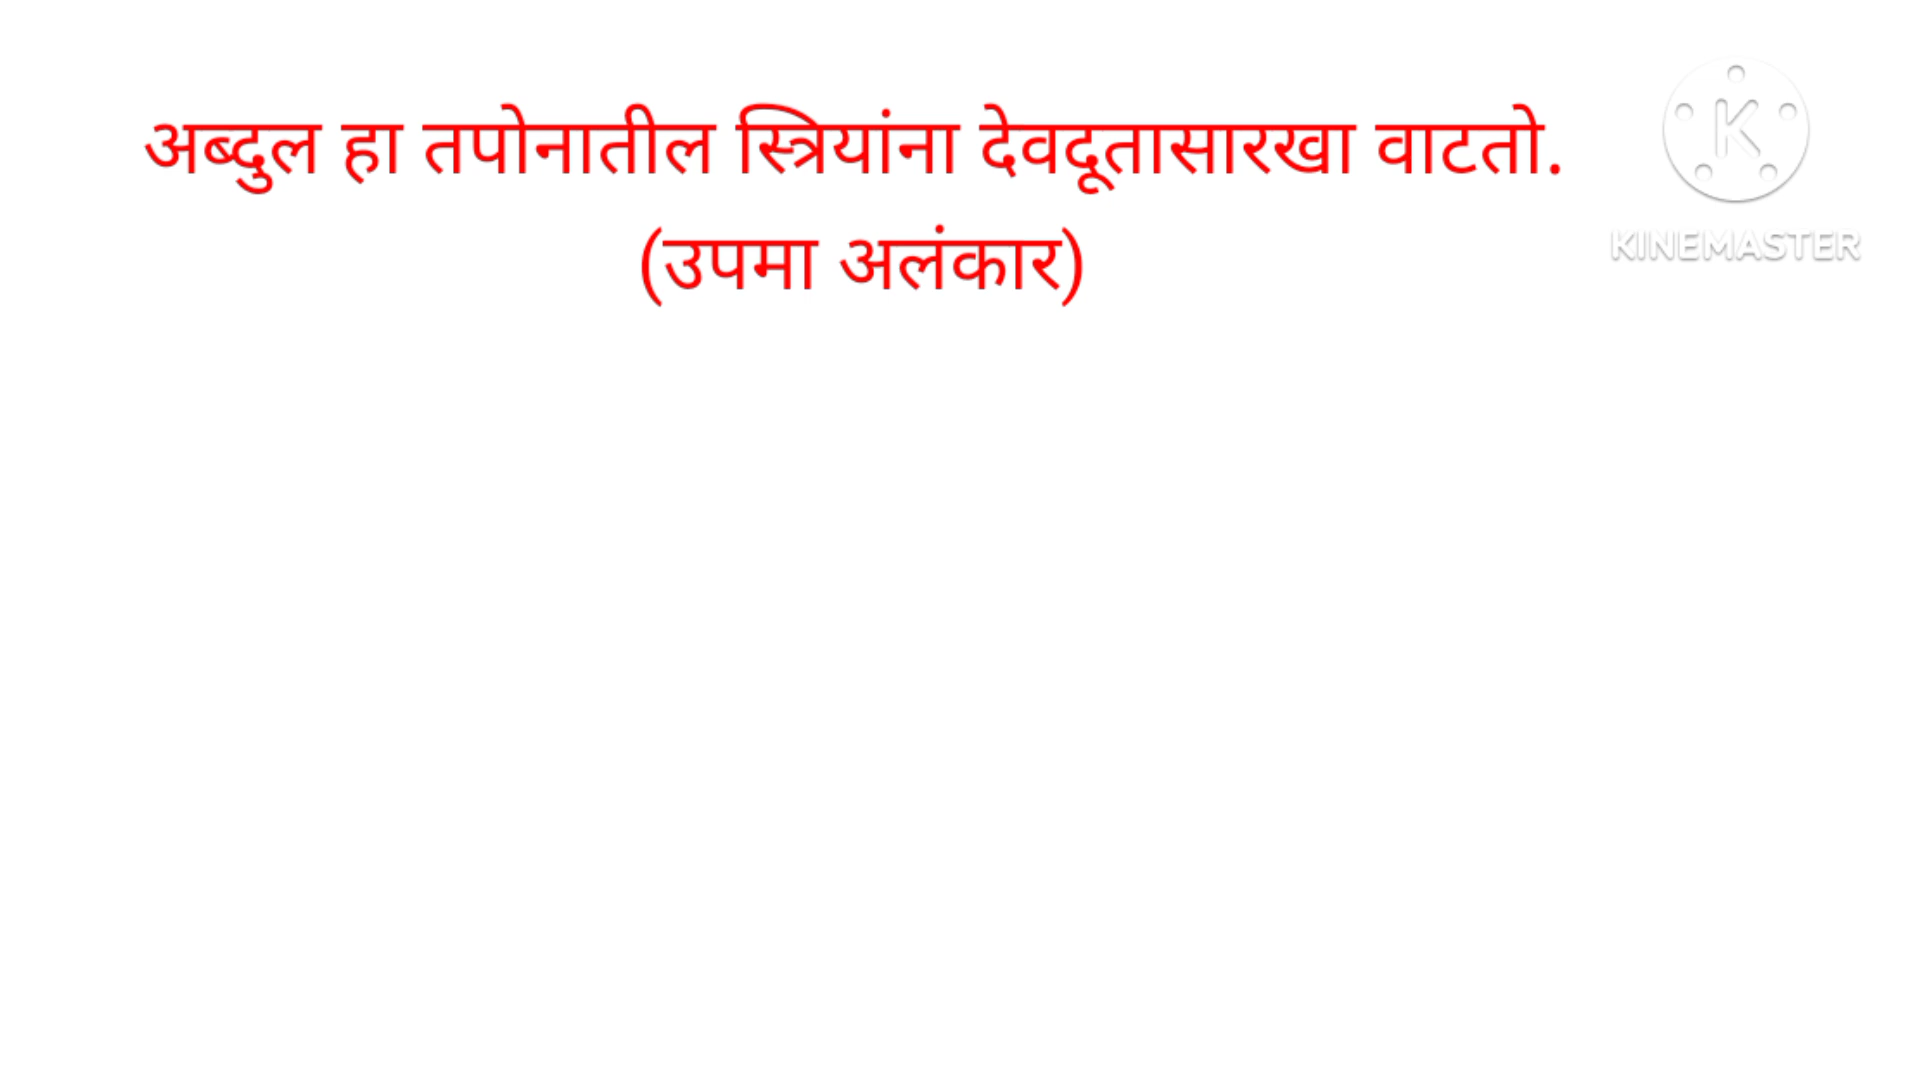 अब्दुल हा तपोनातील स्त्रियांना देवदूतासारखा वाटतो.
(उपमा अलंकार)
K
KINEMASTER